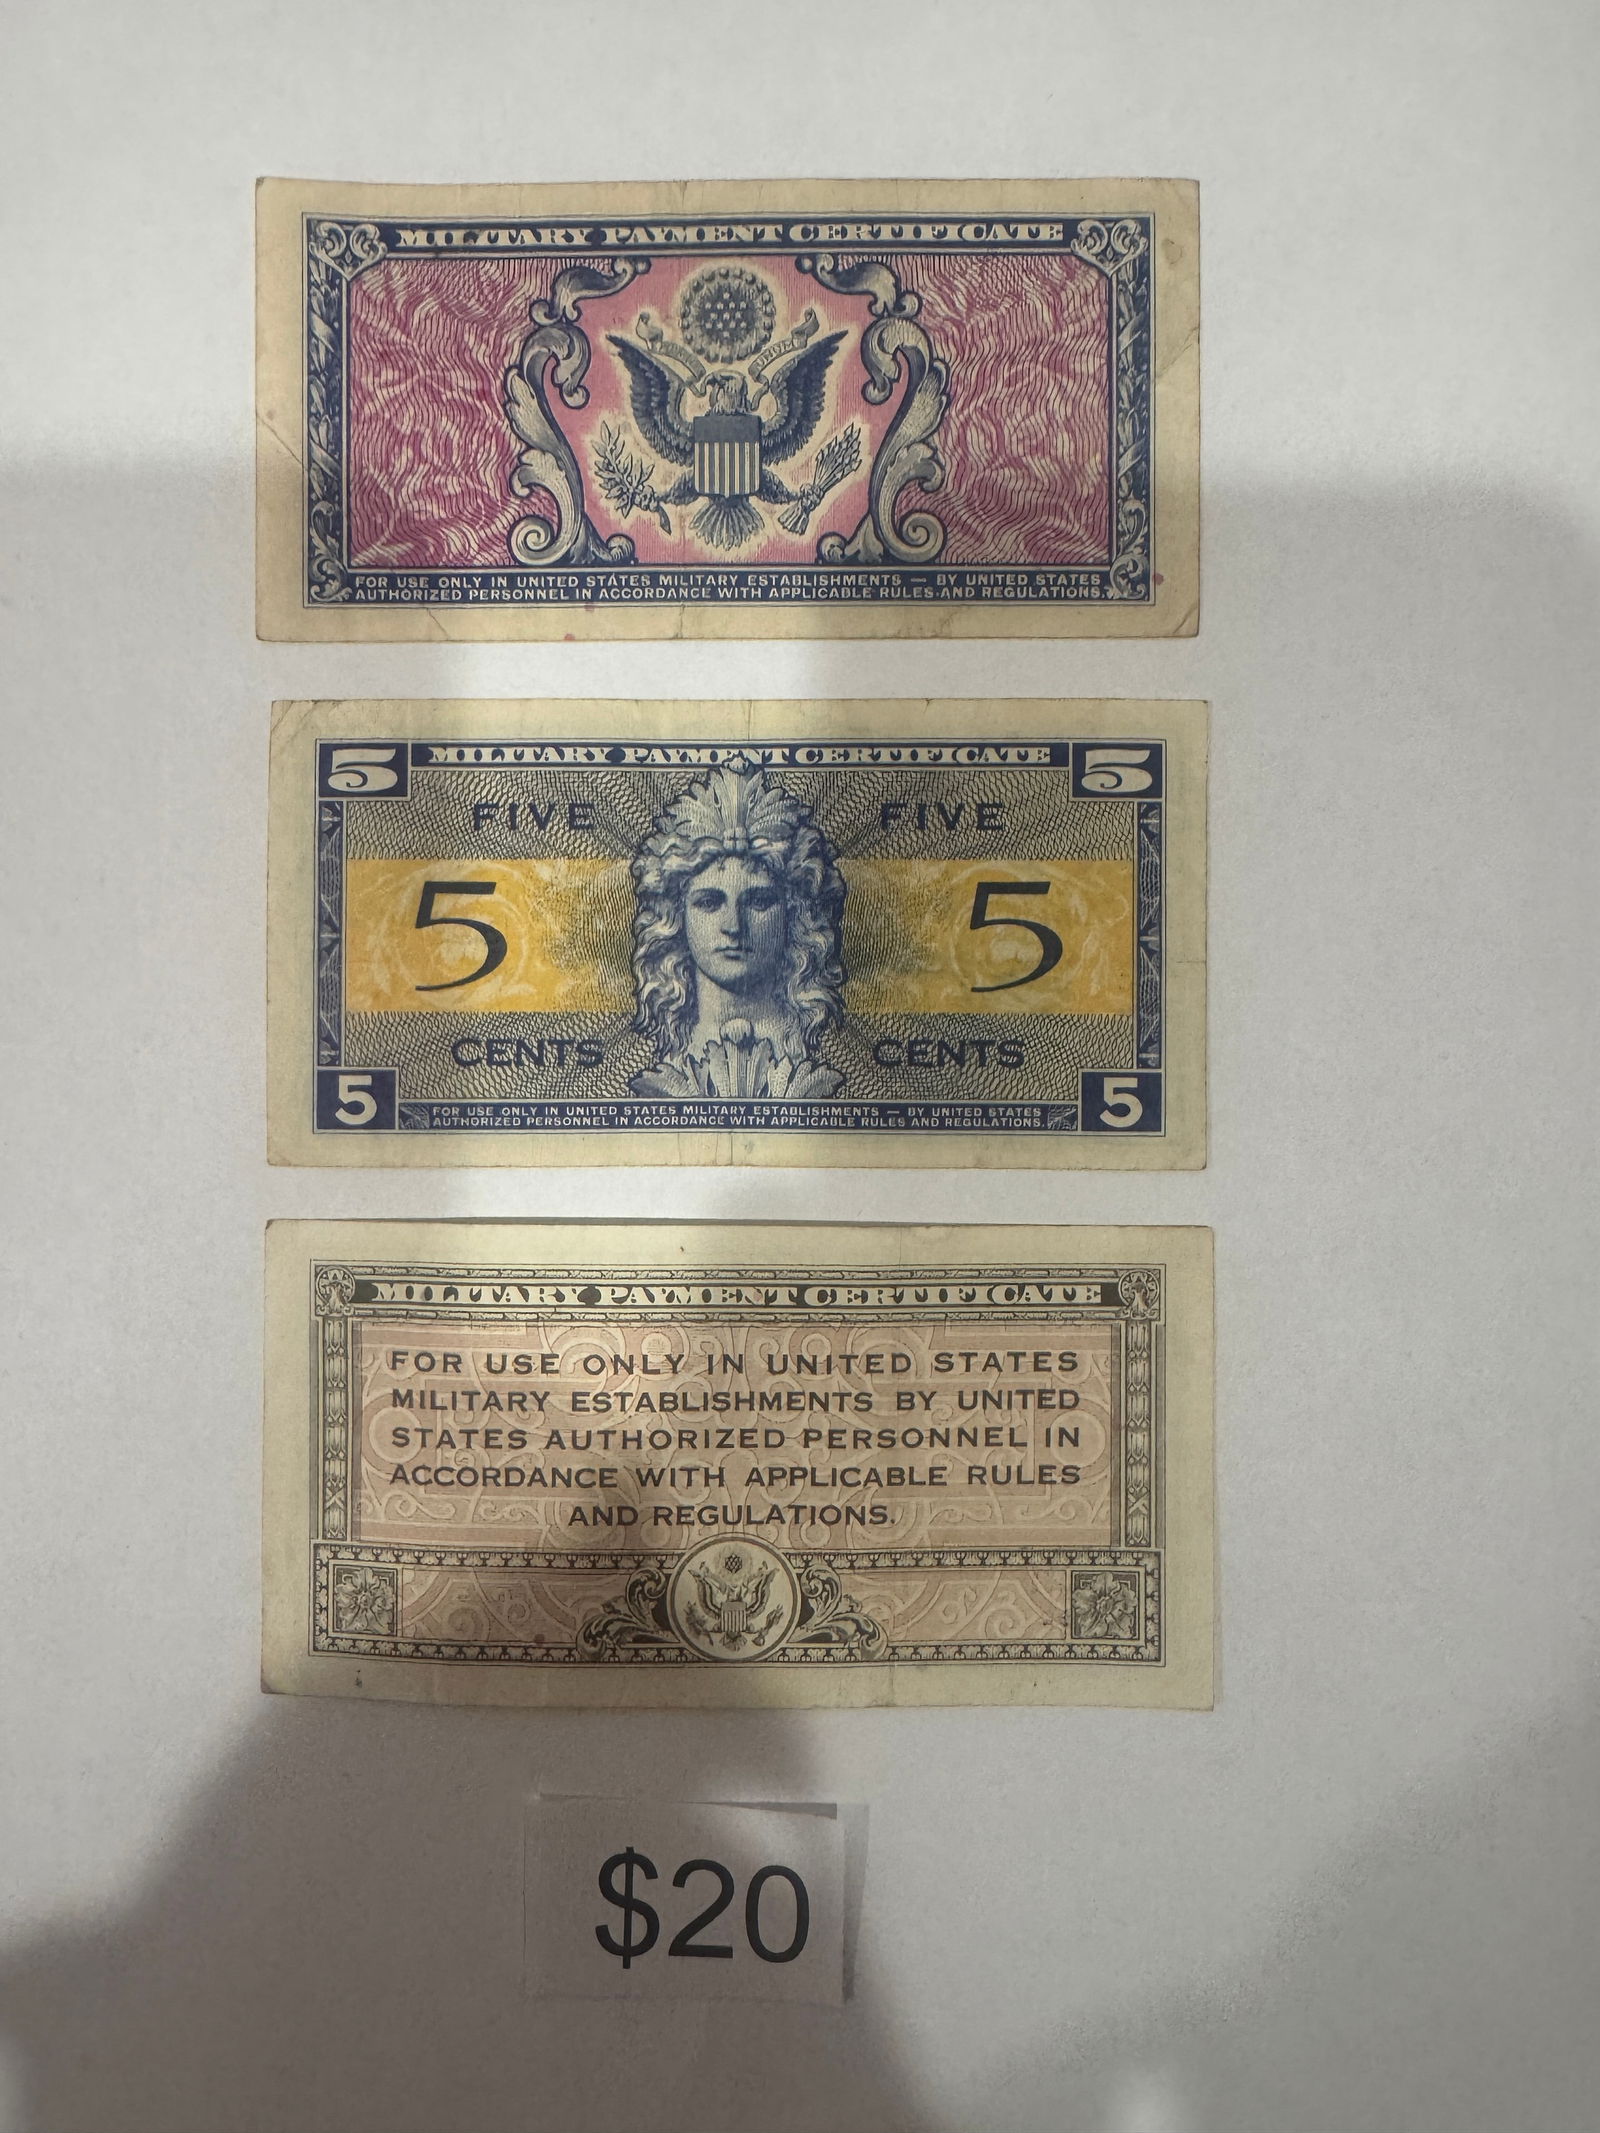 MILITARY PAYMENT CERTIFICATE
FOR USE ONLY IN UNITED STATES MILITARY ESTABLISHMENTS — BY UNITED STATES
AUTHORIZED PERSONNEL IN ACCORDANCE WITH APPLICABLE RULES AND REGULATIONS.
5 MILITARY PAYMENT CERTIFICATE 5
FIVE FIVE
5 5
CENTS CENTS
5 5
FOR USE ONLY IN UNITED STATES MILITARY ESTABLISHMENTS — BY UNITED STATES
AUTHORIZED PERSONNEL IN ACCORDANCE WITH APPLICABLE RULES AND REGULATIONS.
MILITARY PAYMENT CERTIFICATE
FOR USE ONLY IN UNITED STATES
MILITARY ESTABLISHMENTS BY UNITED
STATES AUTHORIZED PERSONNEL IN
ACCORDANCE WITH APPLICABLE RULES
AND REGULATIONS.
$20